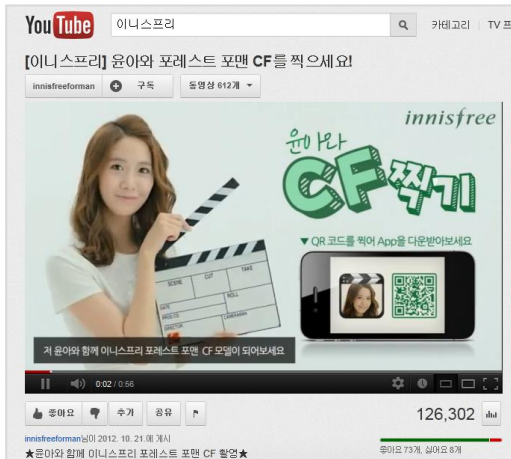 YouTube 이니스프리 카테고리 TV 프
[이니스프리] 윤아와 포레스트 포맨 CF를 찍으세요!
innisfreeforman 구독 동영상 612개
innisfree
윤아와
CF찍기
▼ QR 코드를 찍어 App을 다운받아보세요
SCENE CUT TAKE
ROLL
DATE
PROD.CO.
DIRECTOR CAMERAMAN
저 윤아와 함께 이니스프리 포레스트 포맨 CF 모델이 되어보세요
0:02 / 0:56
좋아요 추가 공유 126,302
innisfreeforman님이 2012. 10. 21.에 게시
좋아요 73개, 싫어요 8개
★윤아와 함께 이니스프리 포레스트 포맨 CF 촬영★